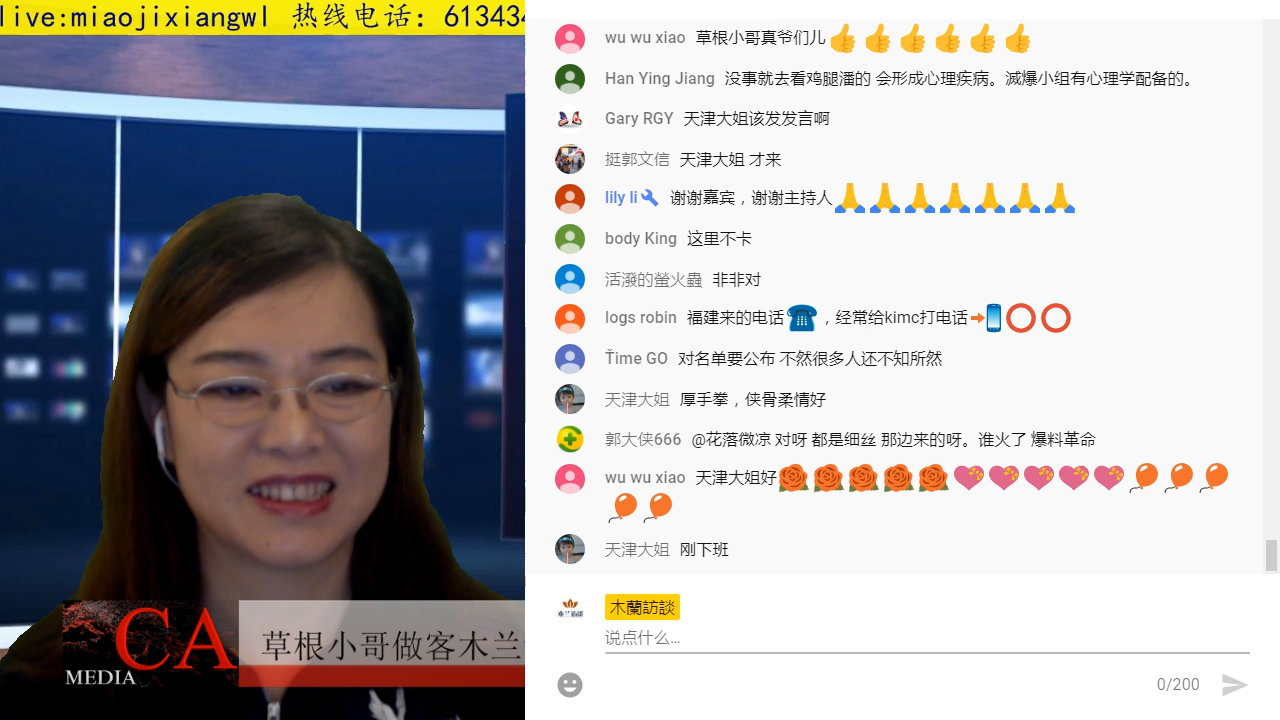 live:miaojixiangwl 热线电话：61343
草根小哥做客木兰
CA
MEDIA
wu wu xiao 草根小哥真爷们儿👍👍👍👍👍👍
Han Ying Jiang 没事就去看鸡腿潘的 会形成心理疾病。滅爆小组有心理学配备的。
Gary RGY 天津大姐该发发言啊
挺郭文信 天津大姐 才来
lily li 谢谢嘉宾，谢谢主持人🙏🙏🙏🙏🙏🙏🙏
body King 这里不卡
活潑的螢火蟲 非非对
logs robin 福建来的电话☎，经常给kimc打电话📲⭕⭕
Ťime GO 对名单要公布 不然很多人还不知所然
天津大姐 厚手拳，侠骨柔情好
郭大侠666 @花落微凉 对呀 都是细丝 那边来的呀。谁火了 爆料革命
wu wu xiao 天津大姐好🌹🌹🌹🌹🌹💝💝💝💝💝🎈🎈🎈
🎈🎈
天津大姐 刚下班
木蘭訪談
说点什么...
0/200